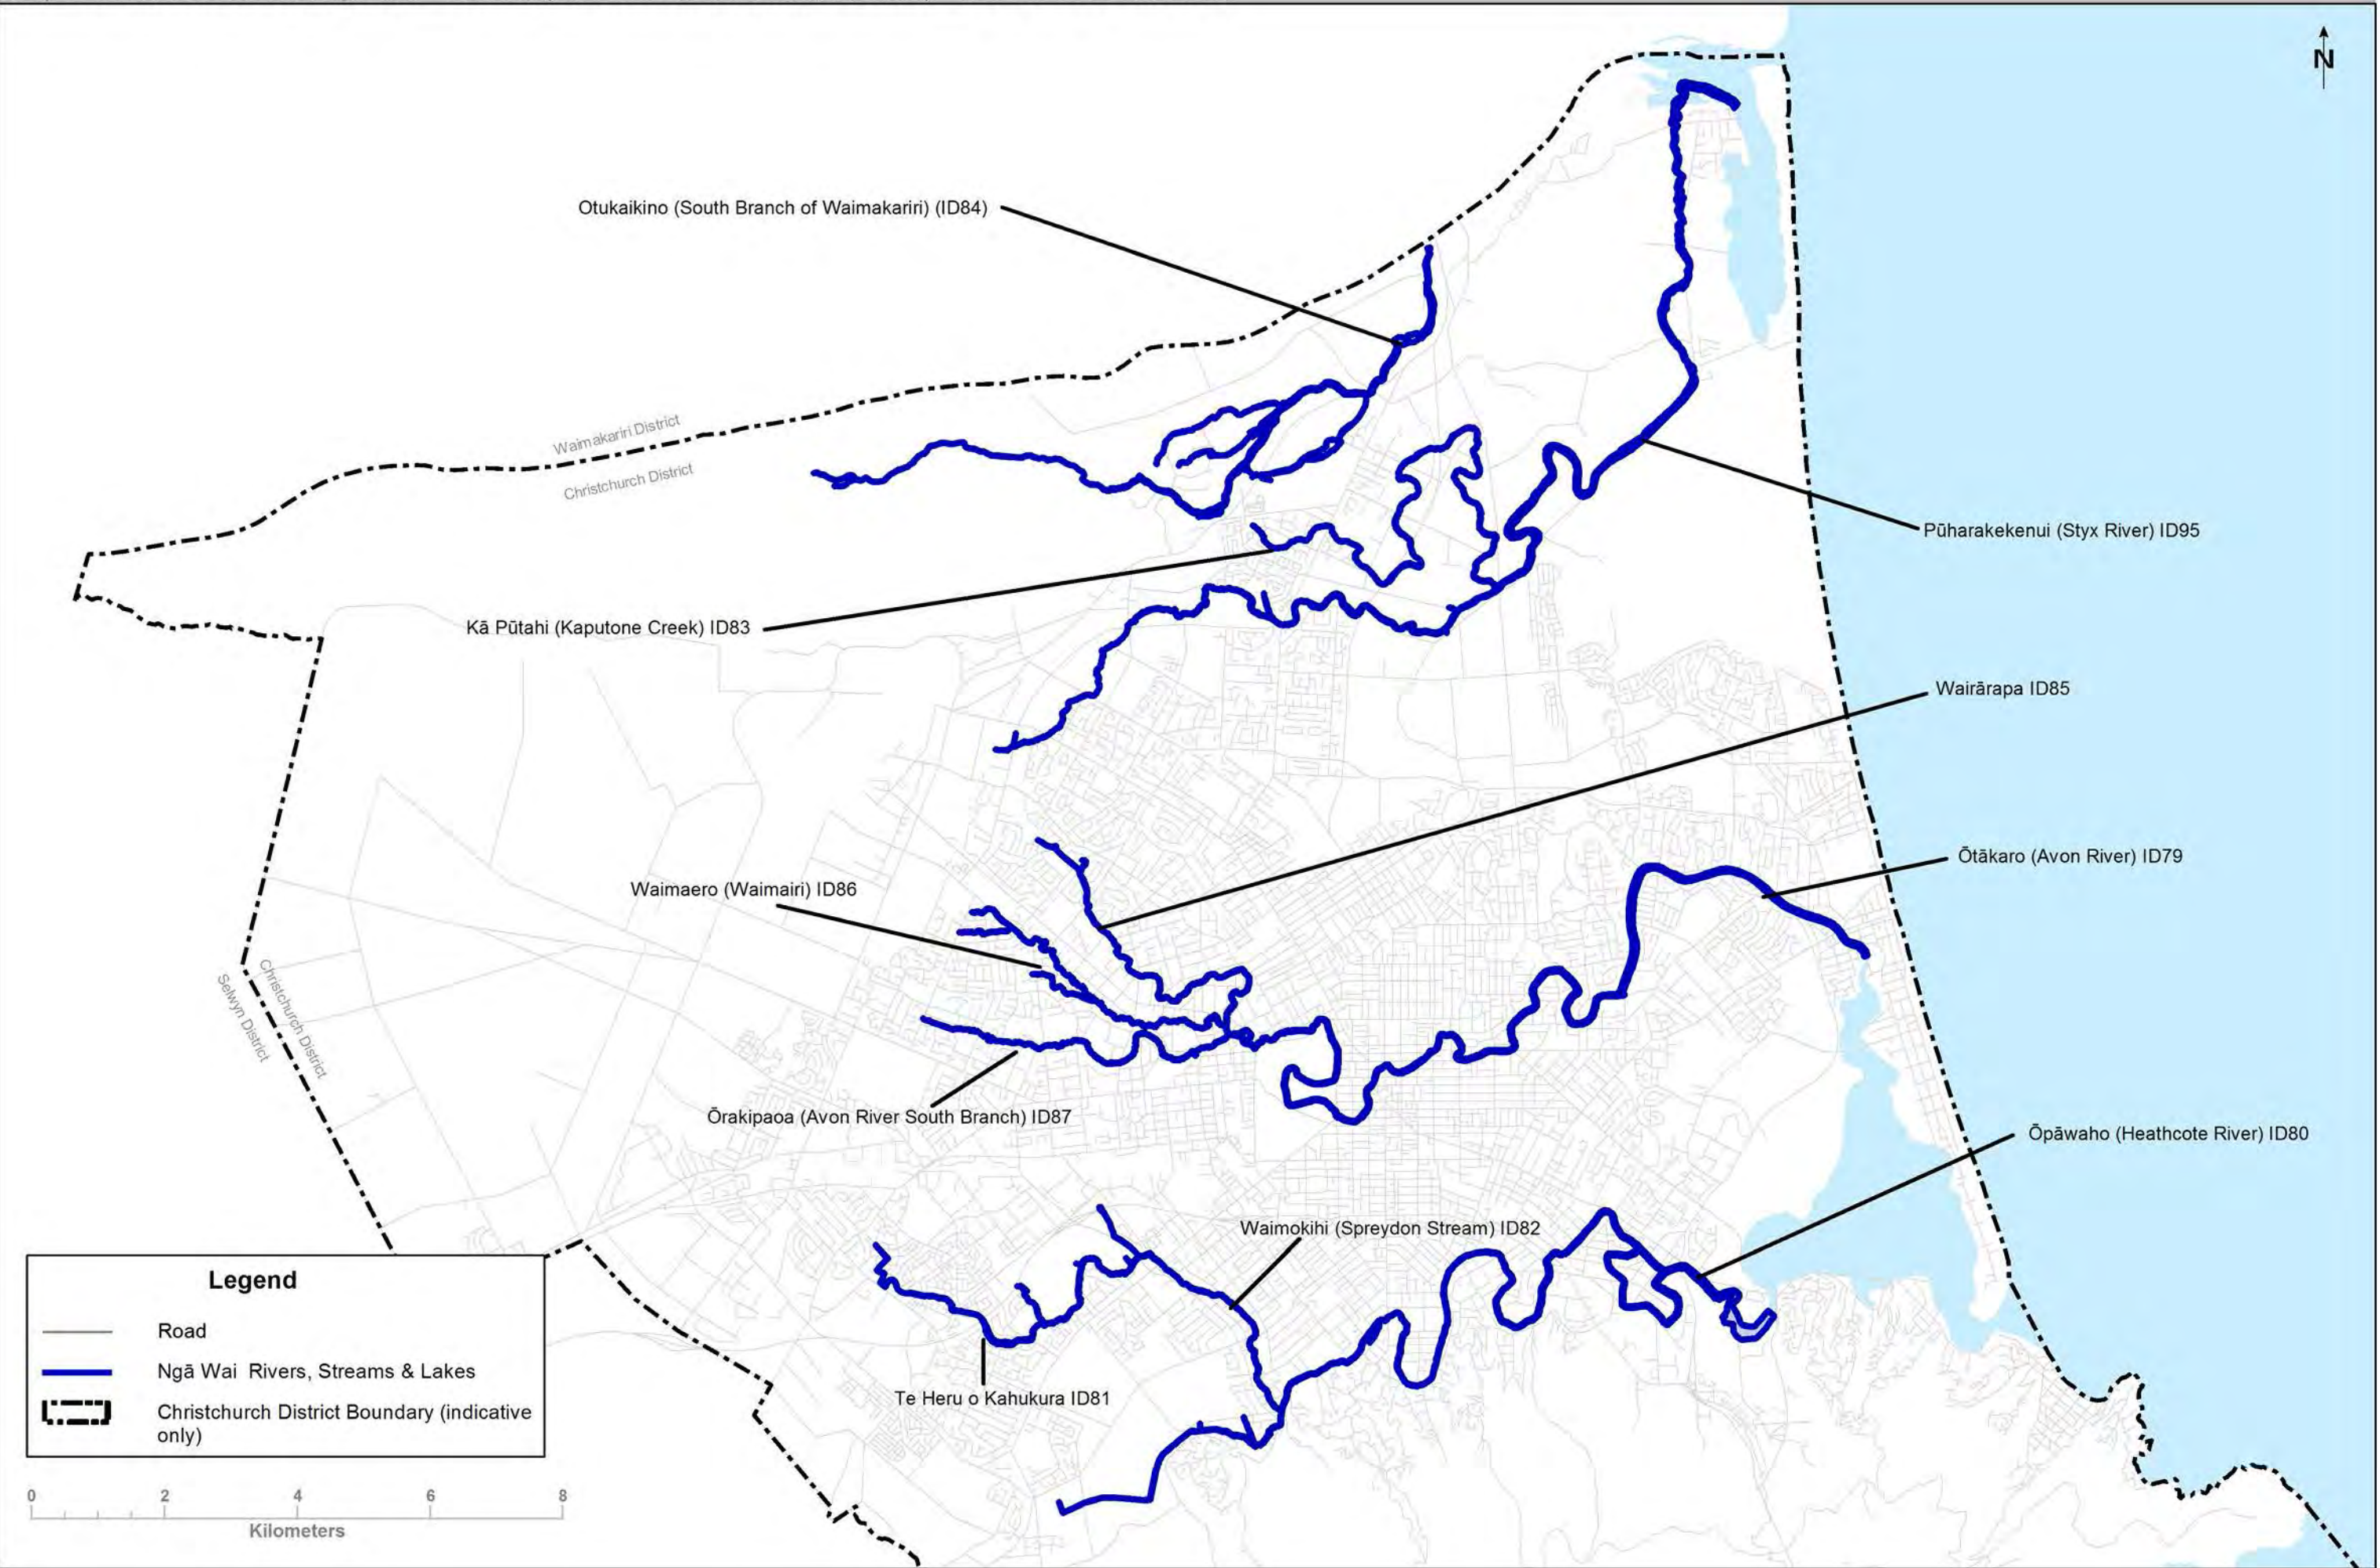 N
Otukaikino (South Branch of Waimakariri) (ID84)
Waimakariri District
Christchurch District
Pūharakekenui (Styx River) ID95
Kā Pūtahi (Kaputone Creek) ID83
Wairārapa ID85
Ōtākaro (Avon River) ID79
Waimaero (Waimairi) ID86
Christchurch District
Selwyn District
Ōrakipaoa (Avon River South Branch) ID87
Ōpāwaho (Heathcote River) ID80
Waimokihi (Spreydon Stream) ID82
Te Heru o Kahukura ID81
Legend
Road
Ngā Wai Rivers, Streams & Lakes
Christchurch District Boundary (indicative
only)
0 2 4 6 8
Kilometers